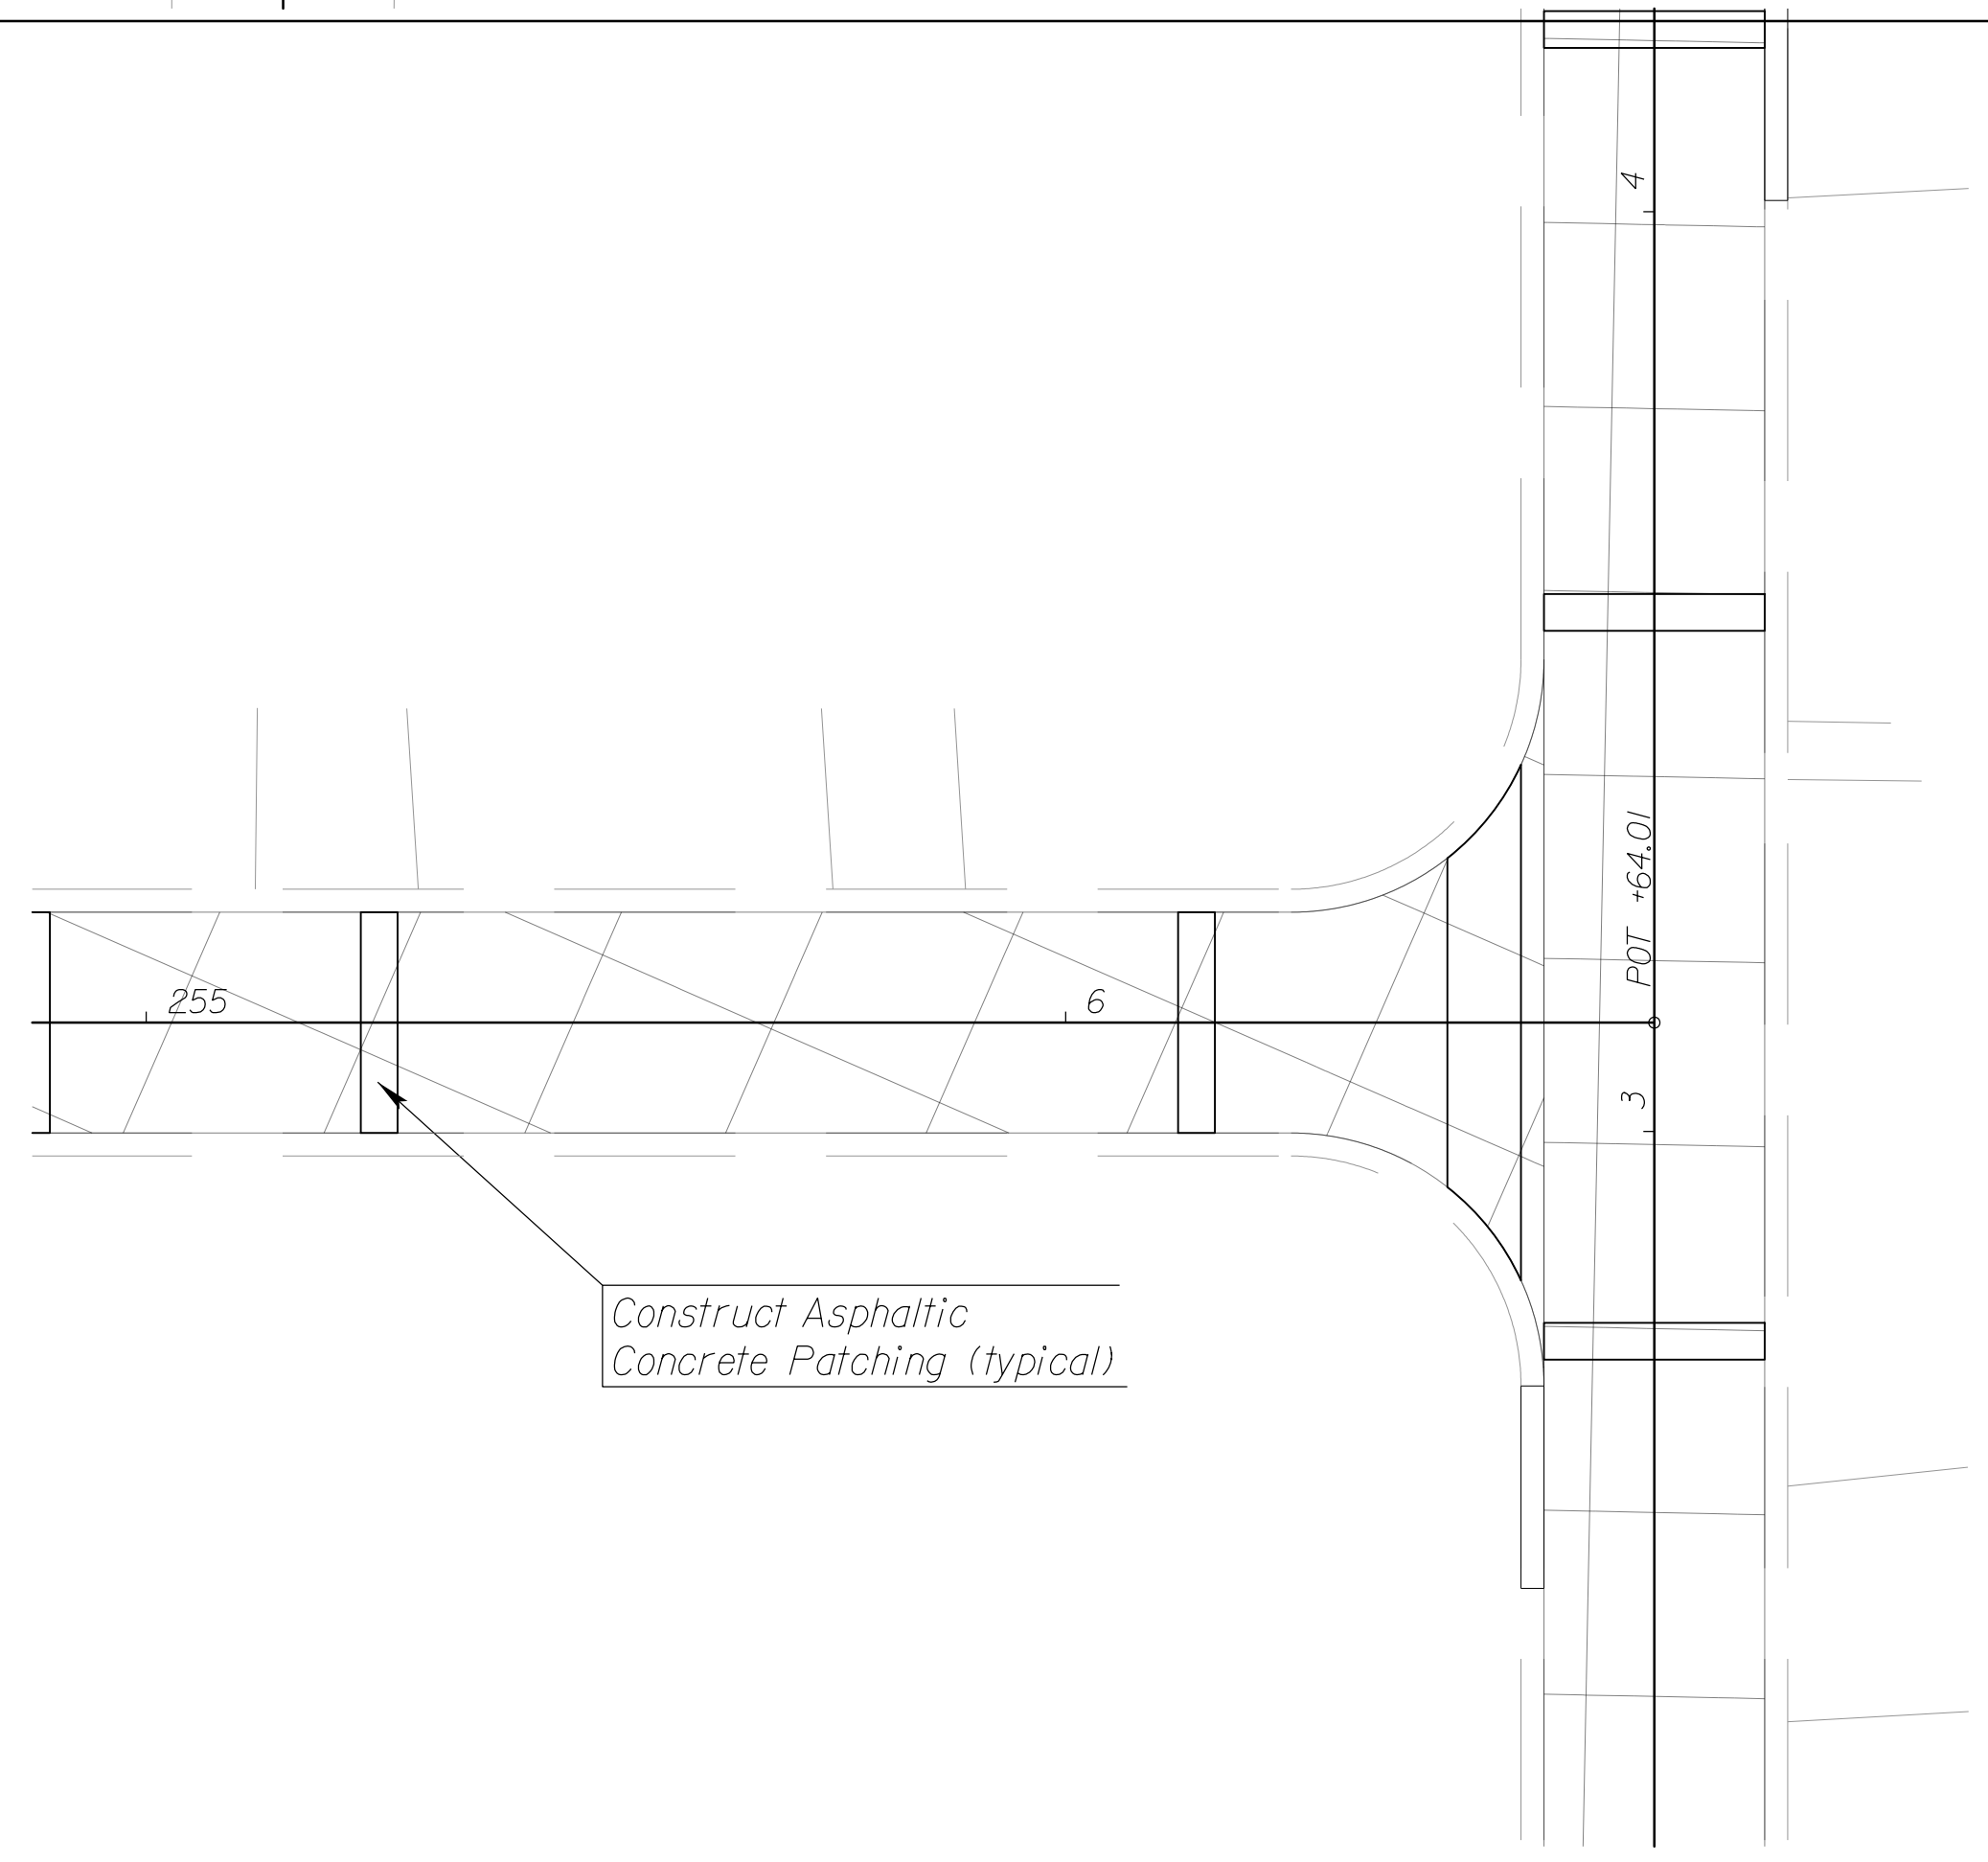 4
POT +64.01
255
6
3
Construct Asphaltic
Concrete Patching (typical)